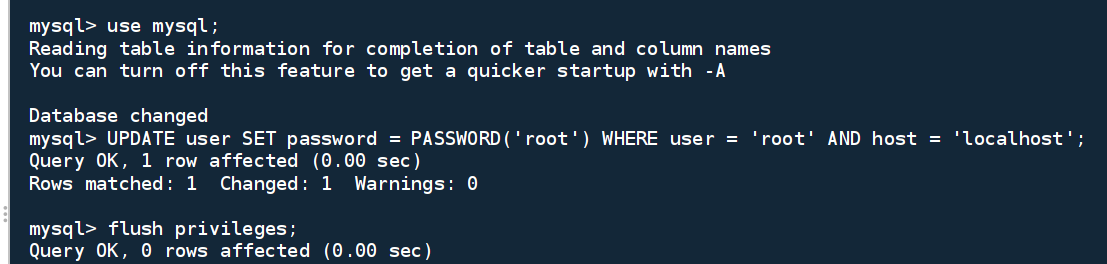 mysql> use mysql;
Reading table information for completion of table and column names
You can turn off this feature to get a quicker startup with -A
Database changed
mysql> UPDATE user SET password = PASSWORD('root') WHERE user = 'root' AND host = 'localhost';
Query OK, 1 row affected (0.00 sec)
Rows matched: 1  Changed: 1  Warnings: 0
mysql> flush privileges;
Query OK, 0 rows affected (0.00 sec)